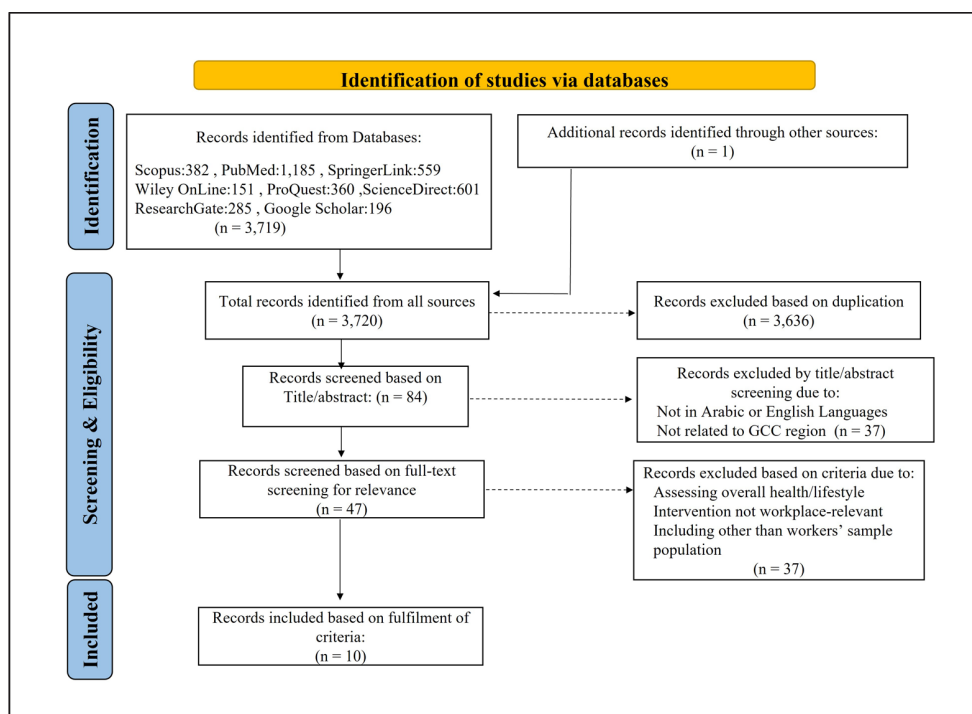 Identification of studies via databases
Identification
Records identified from Databases:
Scopus:382 , PubMed:1,185 , SpringerLink:559
Wiley OnLine:151 , ProQuest:360 ,ScienceDirect:601
ResearchGate:285 , Google Scholar:196
(n = 3,719)
Additional records identified through other sources:
(n = 1)
Screening & Eligibility
Total records identified from all sources
(n = 3,720)
Records excluded based on duplication
(n = 3,636)
Records screened based on
Title/abstract: (n = 84)
Records excluded by title/abstract
screening due to:
Not in Arabic or English Languages
Not related to GCC region (n = 37)
Records screened based on full-text
screening for relevance
(n = 47)
Records excluded based on criteria due to:
Assessing overall health/lifestyle
Intervention not workplace-relevant
Including other than workers' sample
population
(n = 37)
Included
Records included based on fulfilment of
criteria:
(n = 10)